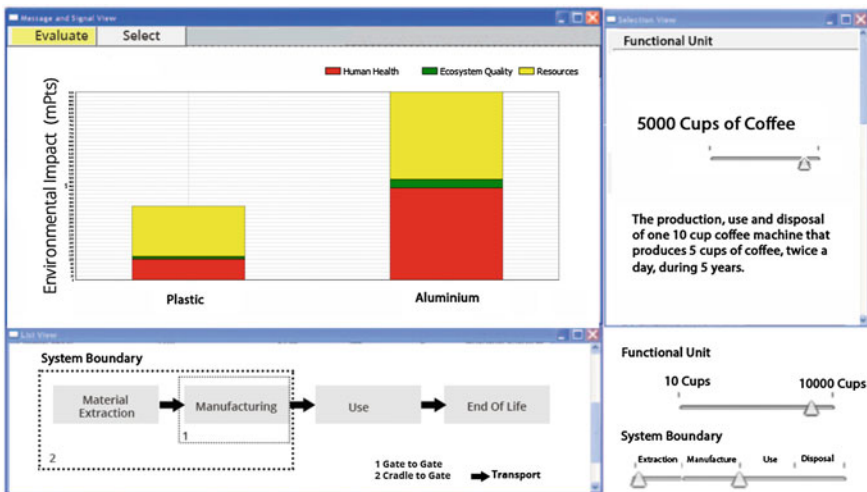 Message and Signal View
Evaluate Select
Human Health Ecosystem Quality Resources
Environmental Impact (mPts)
Plastic Aluminium
Selection View
Functional Unit
5000 Cups of Coffee
The production, use and disposal
of one 10 cup coffee machine that
produces 5 cups of coffee, twice a
day, during 5 years.
List View
System Boundary
Material
Extraction
Manufacturing
Use
End Of Life
1
2
1 Gate to Gate
2 Cradle to Gate
Transport
Functional Unit
10 Cups 10000 Cups
System Boundary
Extraction Manufacture Use Disposal